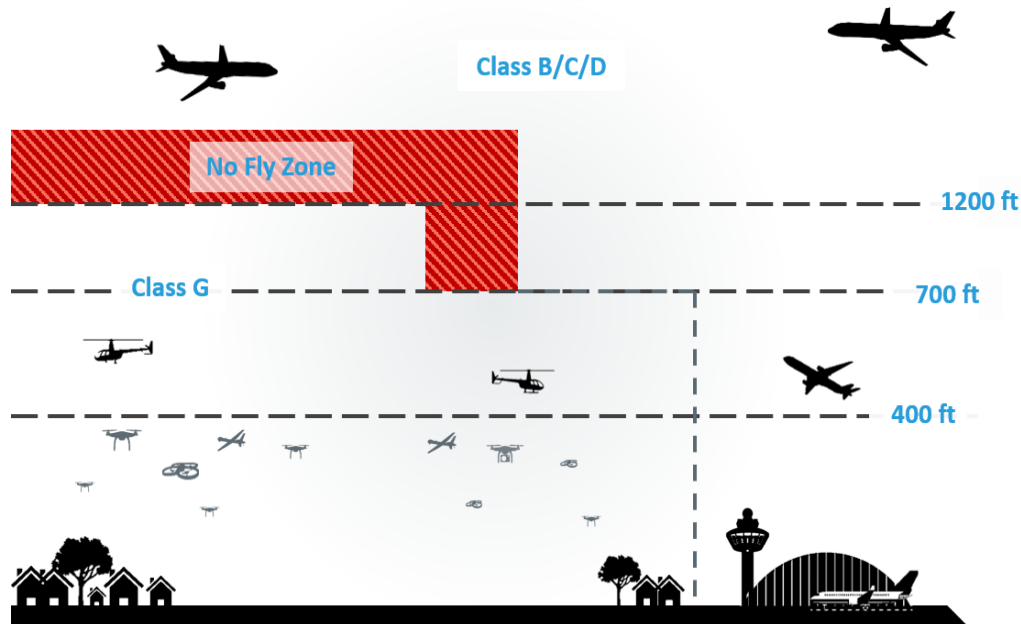 Class B/C/D
No Fly Zone
1200 ft
Class G
700 ft
400 ft